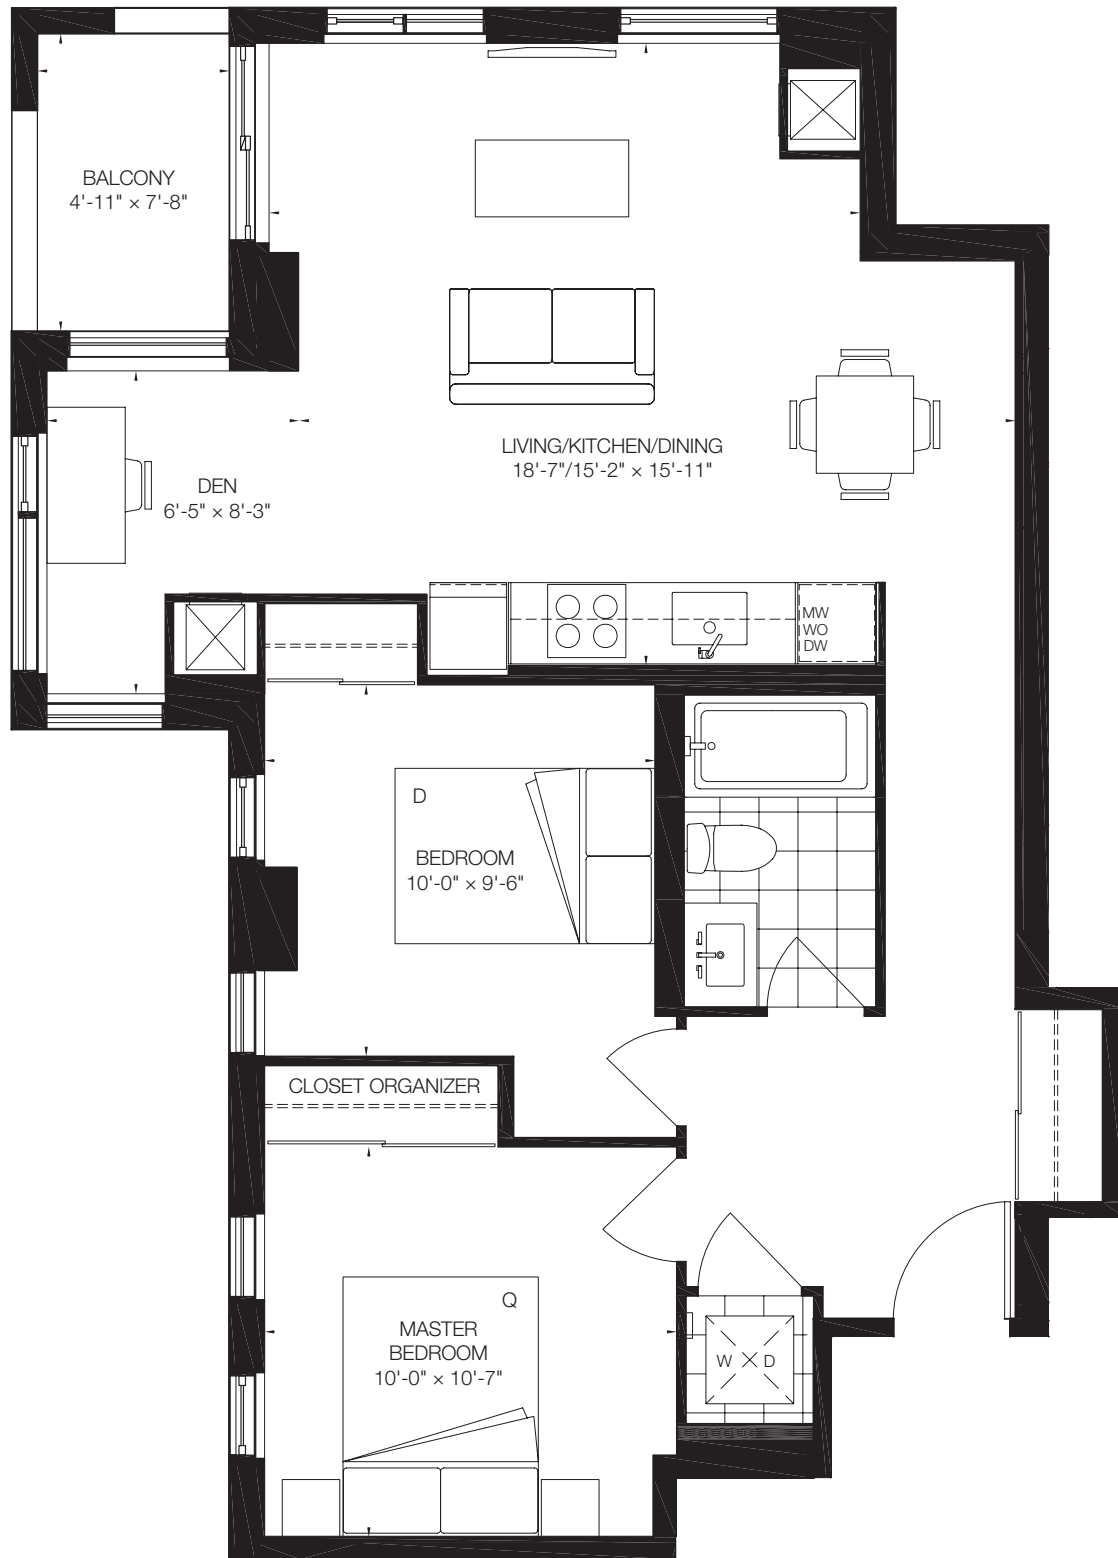 BALCONY
4'-11" × 7'-8"
LIVING/KITCHEN/DINING
18'-7"/15'-2" × 15'-11"
DEN
6'-5" × 8'-3"
MW
WO
DW
D
BEDROOM
10'-0" × 9'-6"
CLOSET ORGANIZER
Q
MASTER
BEDROOM
10'-0" × 10'-7"
W D